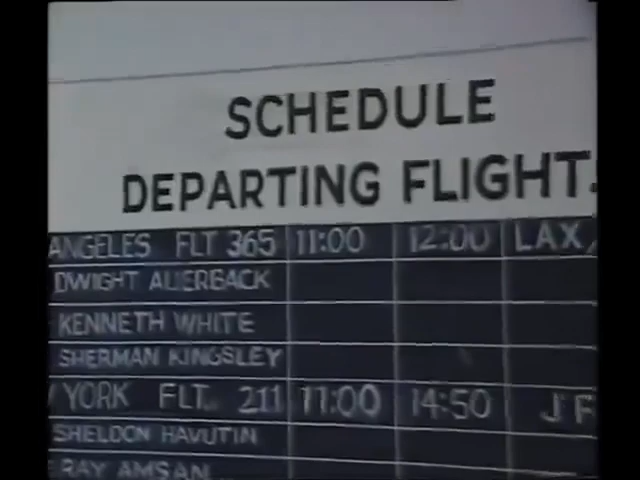 SCHEDULE
DEPARTING FLIGHT
ANGELES FLT 365 11:00 12:00 LAX
DWIGHT AUERBACK
KENNETH WHITE
SHERMAN KINGSLEY
YORK FLT. 211 11:00 14:50 JF
SHELDON HAVUTIN
RAY AMSAN